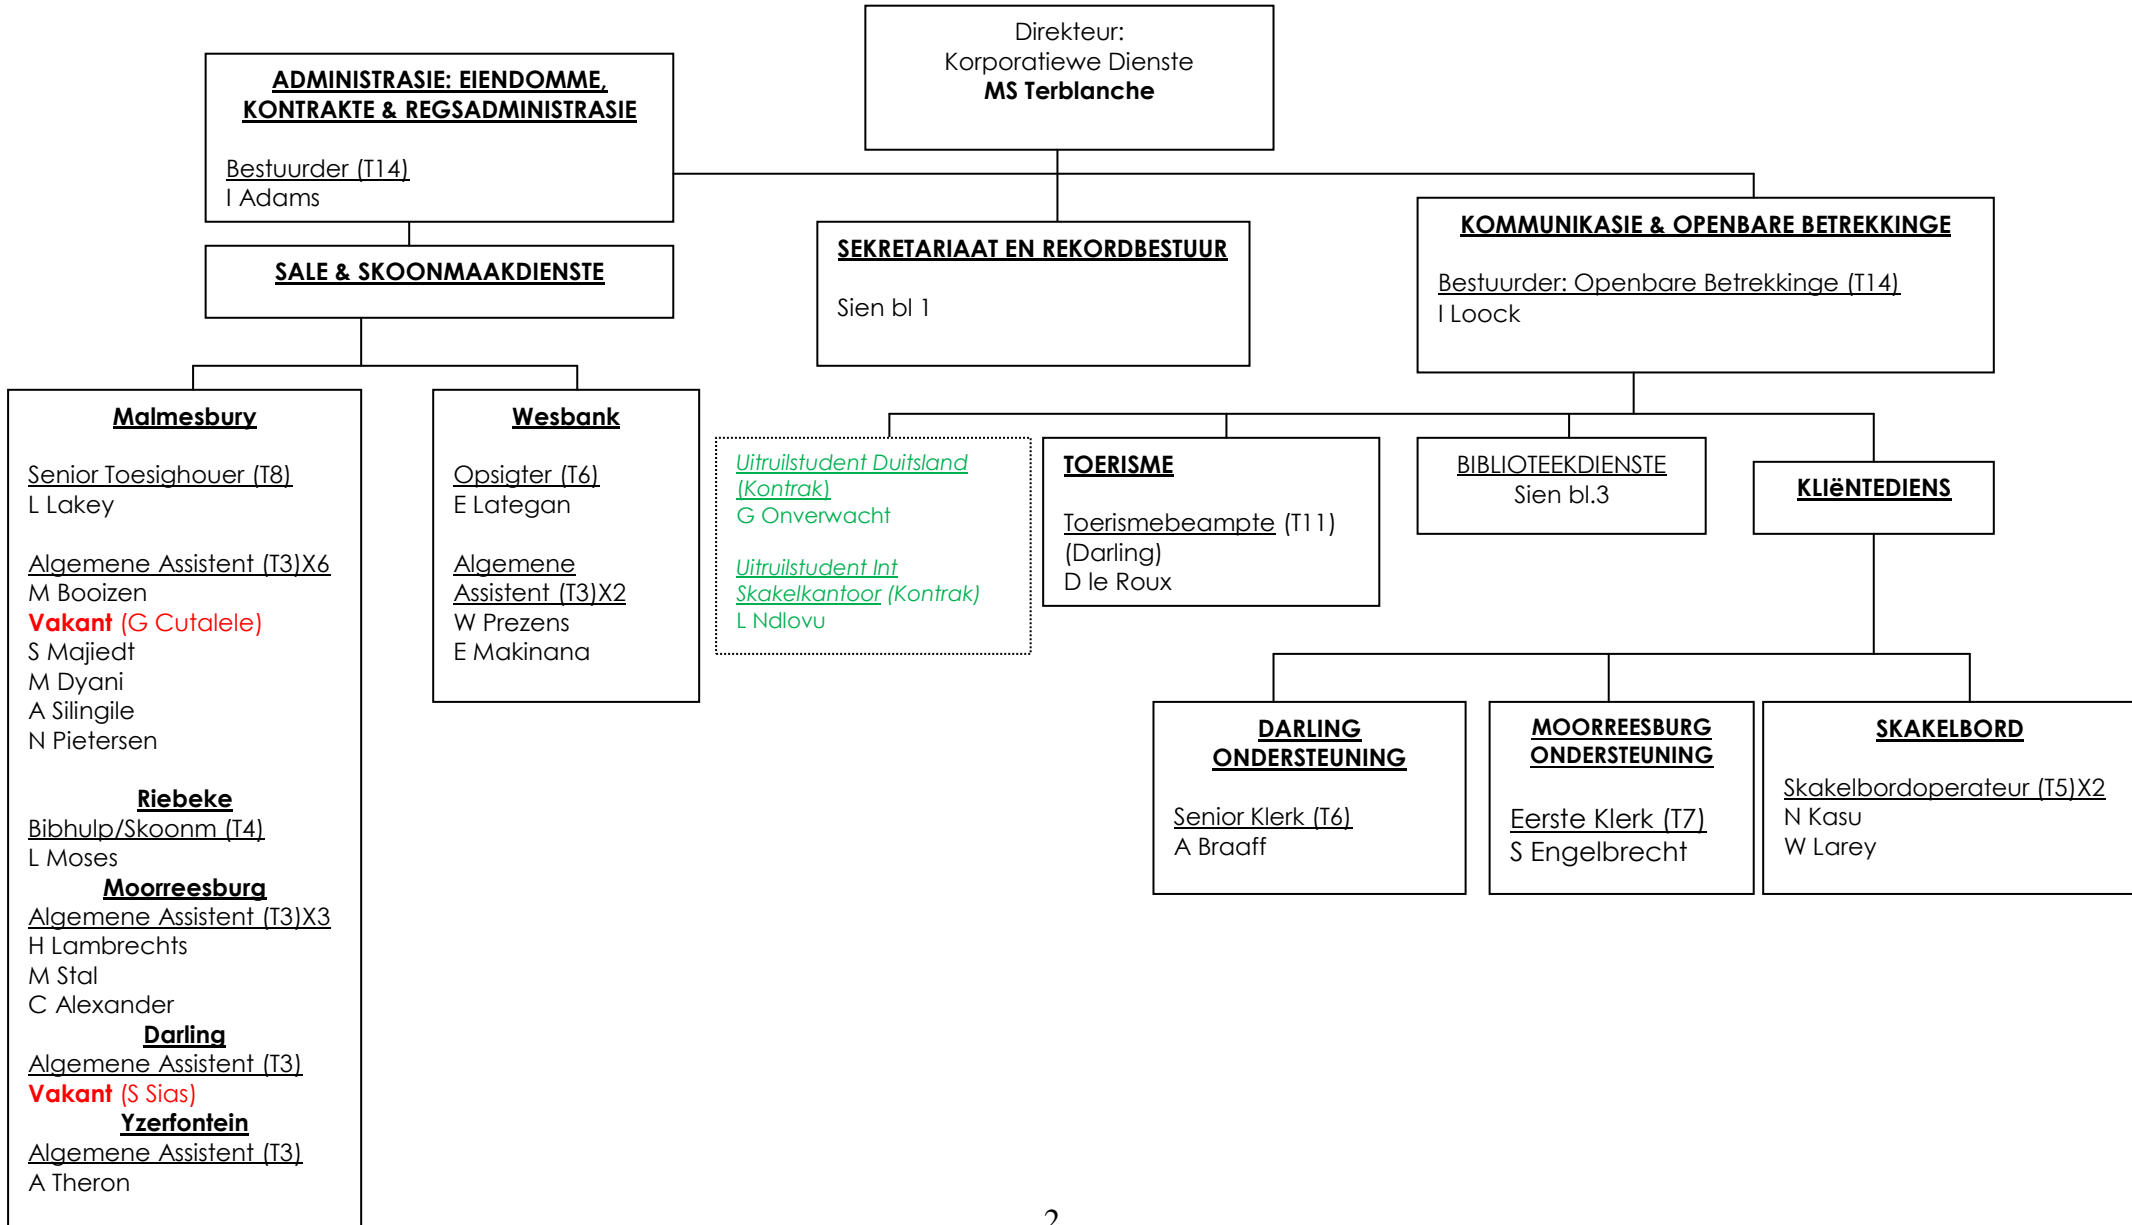 Direkteur:
Korporatiewe Dienste
MS Terblanche
ADMINISTRASIE: EIENDOMME,
KONTRAKTE & REGSADMINISTRASIE
Bestuurder (T14)
I Adams
SALE & SKOONMAAKDIENSTE
SEKRETARIAAT EN REKORDBESTUUR
Sien bl 1
KOMMUNIKASIE & OPENBARE BETREKKINGE
Bestuurder: Openbare Betrekkinge (T14)
I Loock
Malmesbury
Senior Toesighouer (T8)
L Lakey
Algemene Assistent (T3)X6
M Booizen
Vakant (G Cutalele)
S Majiedt
M Dyani
A Silingile
N Pietersen
Riebeke
Bibhulp/Skoonm (T4)
L Moses
Moorreesburg
Algemene Assistent (T3)X3
H Lambrechts
M Stal
C Alexander
Darling
Algemene Assistent (T3)
Vakant (S Sias)
Yzerfontein
Algemene Assistent (T3)
A Theron
Wesbank
Opsigter (T6)
E Lategan
Algemene
Assistent (T3)X2
W Prezens
E Makinana
Uitruilstudent Duitsland
(Kontrak)
G Onverwacht
Uitruilstudent Int
Skakelkantoor (Kontrak)
L Ndlovu
TOERISME
Toerismebeampte (T11)
(Darling)
D le Roux
BIBLIOTEEKDIENSTE
Sien bl.3
KLIëNTEDIENS
DARLING
ONDERSTEUNING
Senior Klerk (T6)
A Braaff
MOORREESBURG
ONDERSTEUNING
Eerste Klerk (T7)
S Engelbrecht
SKAKELBORD
Skakelbordoperateur (T5)X2
N Kasu
W Larey
2